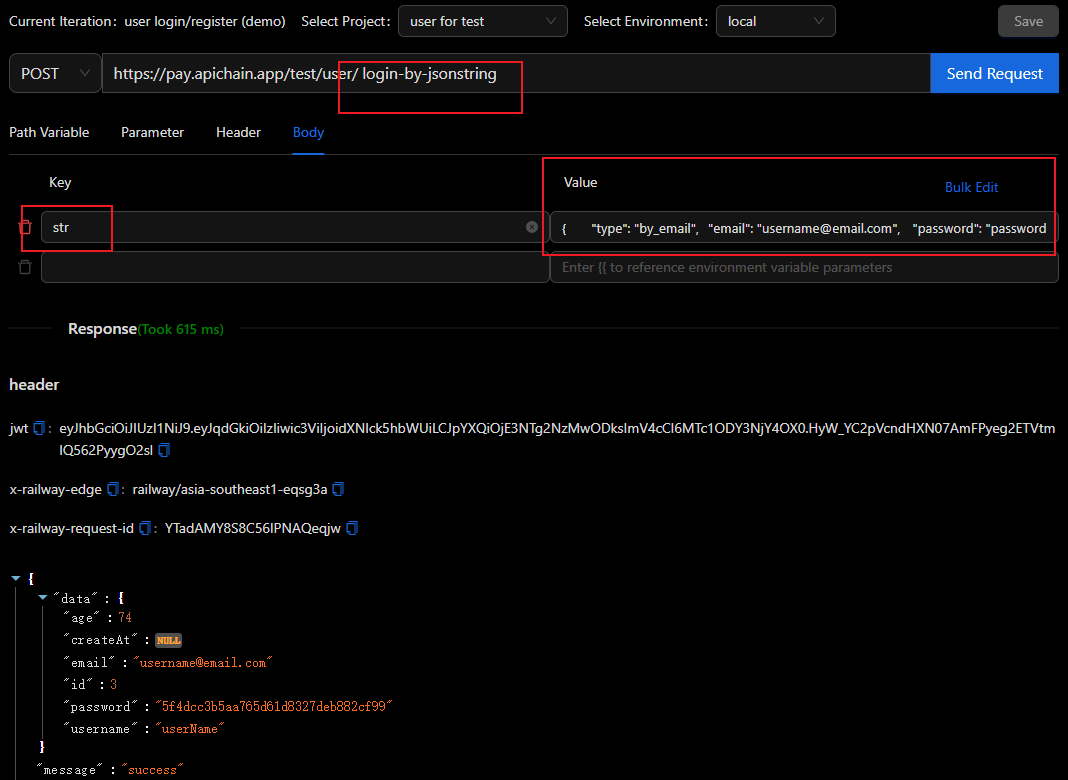 Current Iteration: user login/register (demo) Select Project: user for test Select Environment: local Save
POST https://pay.apichain.app/test/user/ login-by-jsonstring Send Request
Path Variable Parameter Header Body
Key Value Bulk Edit
str { "type": "by_email", "email": "username@email.com", "password": "password
Enter {{ to reference environment variable parameters
Response(Took 615 ms)
header
jwt : eyJhbGciOiJIUzI1NiJ9.eyJqdGkiOiIzIiwic3ViIjoidXNlck5hbWUiLCJpYXQiOjE3NTg2NzMwODksImV4cCI6MTc1ODY3NjY4OX0.HyW_YC2pVcndHXN07AmFPyeg2ETVtm
IQ562PyygO2sI
x-railway-edge : railway/asia-southeast1-eqsg3a
x-railway-request-id : YTadAMY8S8C56IPNAQeqjw
{
"data" : {
"age" : 74
"createAt" : NULL
"email" : "username@email.com"
"id" : 3
"password" : "5f4dcc3b5aa765d61d8327deb882cf99"
"username" : "userName"
}
"message" : "success"